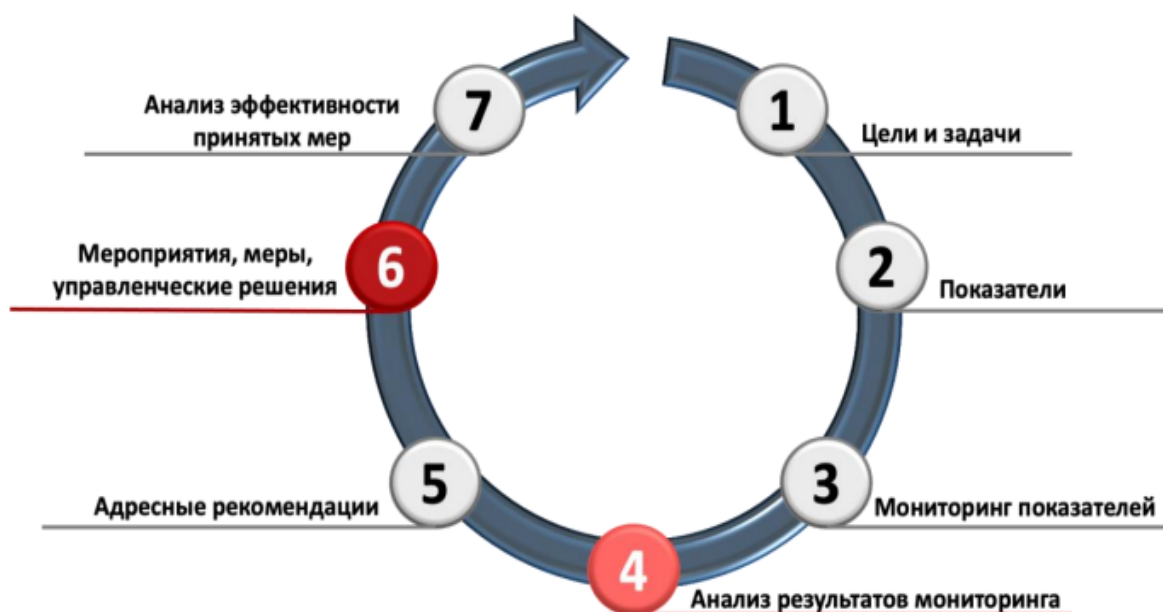 1
Цели и задачи
2
Показатели
3
Мониторинг показателей
4
Анализ результатов мониторинга
5
Адресные рекомендации
6
Мероприятия, меры,
управленческие решения
7
Анализ эффективности
принятых мер